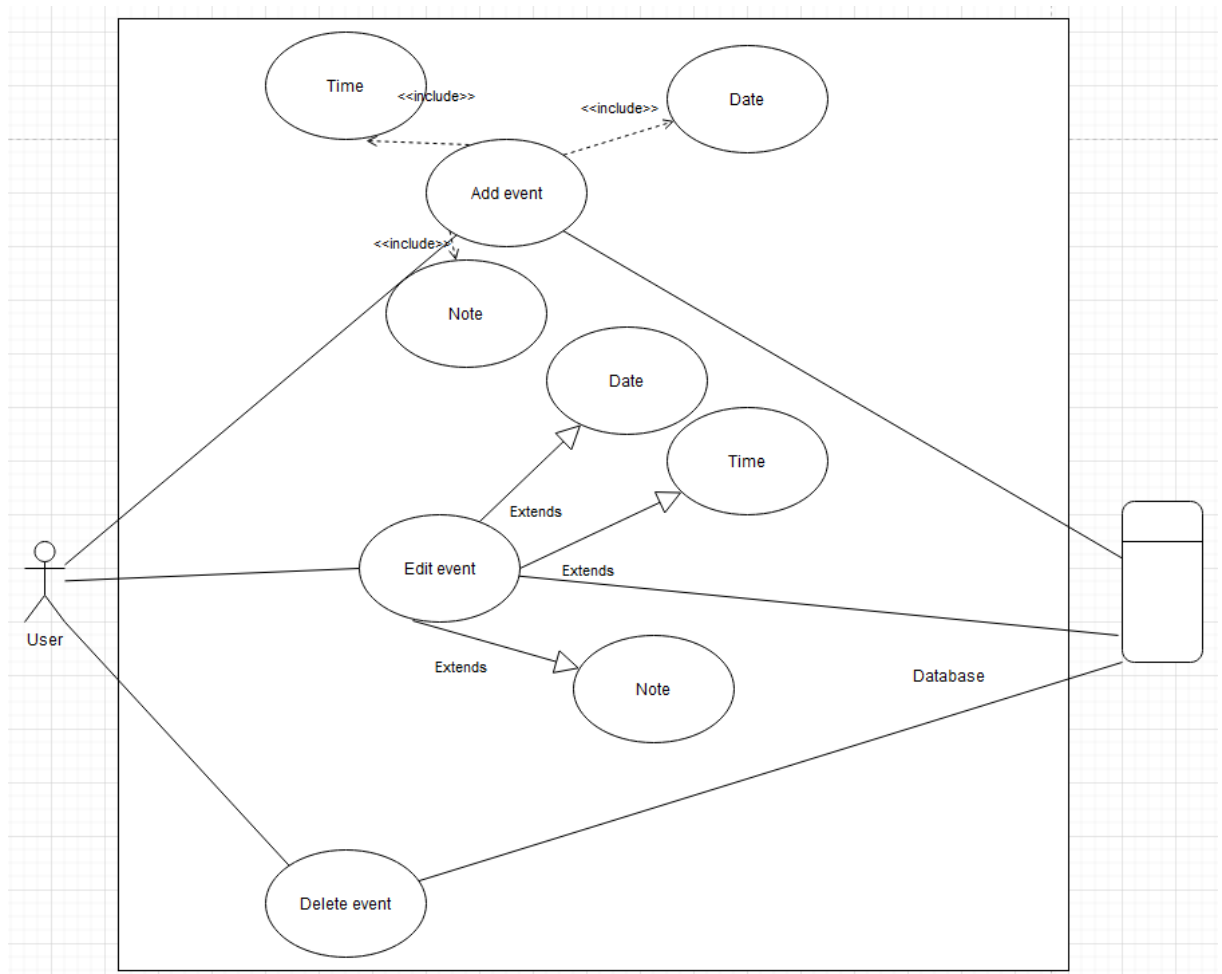 Time
<<include>>
Date
<<include>>
Add event
<<include>>
Note
Date
Time
Extends
Edit event
Extends
User
Extends
Note
Database
Delete event